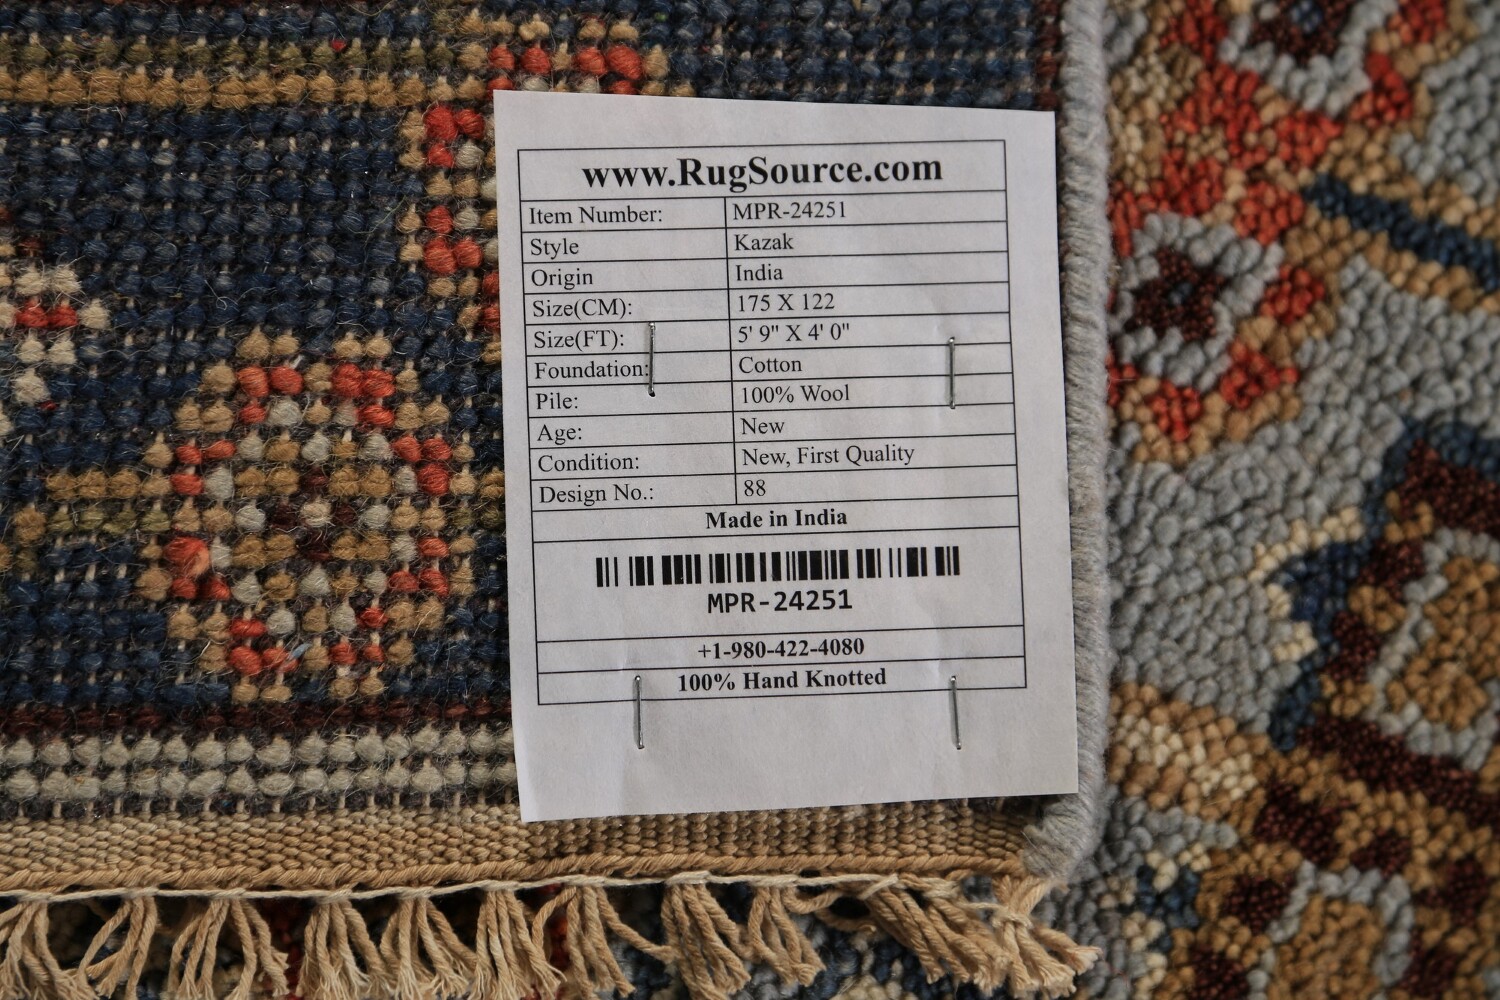 www.RugSource.com
Item Number: MPR-24251
Style Kazak
Origin India
Size(CM): 175 X 122
Size(FT): 5' 9" X 4' 0"
Foundation: Cotton
Pile: 100% Wool
Age: New
Condition: New, First Quality
Design No.: 88
Made in India
MPR-24251
+1-980-422-4080
100% Hand Knotted